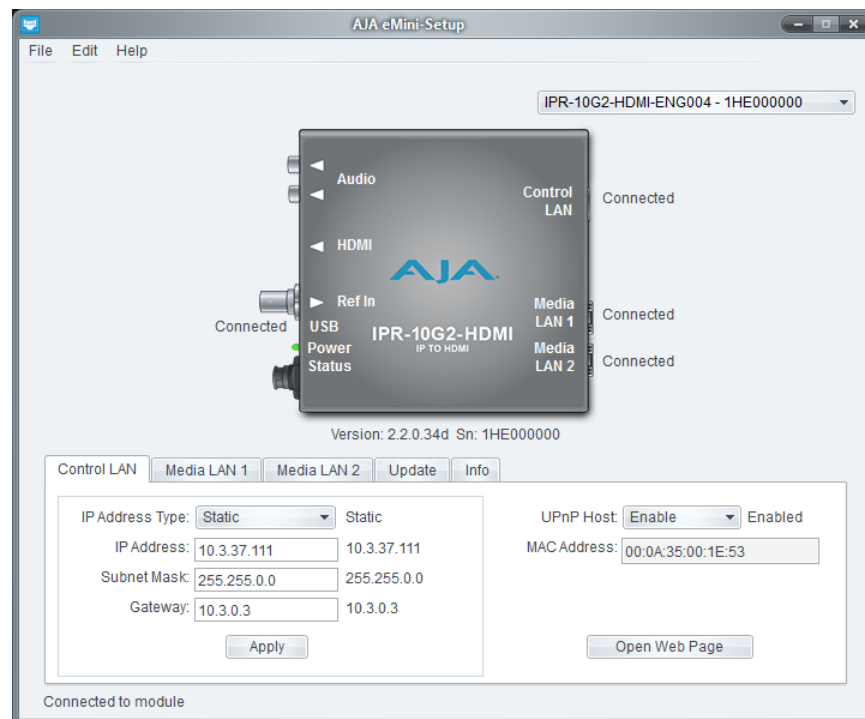 AJA eMini-Setup
File Edit Help
IPR-10G2-HDMI-ENG004 - 1HE000000
Audio
Control
LAN
Connected
HDMI
AJA
Ref In
Connected
USB
IPR-10G2-HDMI
IP TO HDMI
Media
LAN 1
Connected
Power
Status
Media
LAN 2
Connected
Version: 2.2.0.34d Sn: 1HE000000
Control LAN Media LAN 1 Media LAN 2 Update Info
IP Address Type: Static Static UPnP Host: Enable Enabled
IP Address: 10.3.37.111 10.3.37.111 MAC Address: 00:0A:35:00:1E:53
Subnet Mask: 255.255.0.0 255.255.0.0
Gateway: 10.3.0.3 10.3.0.3
Apply Open Web Page
Connected to module